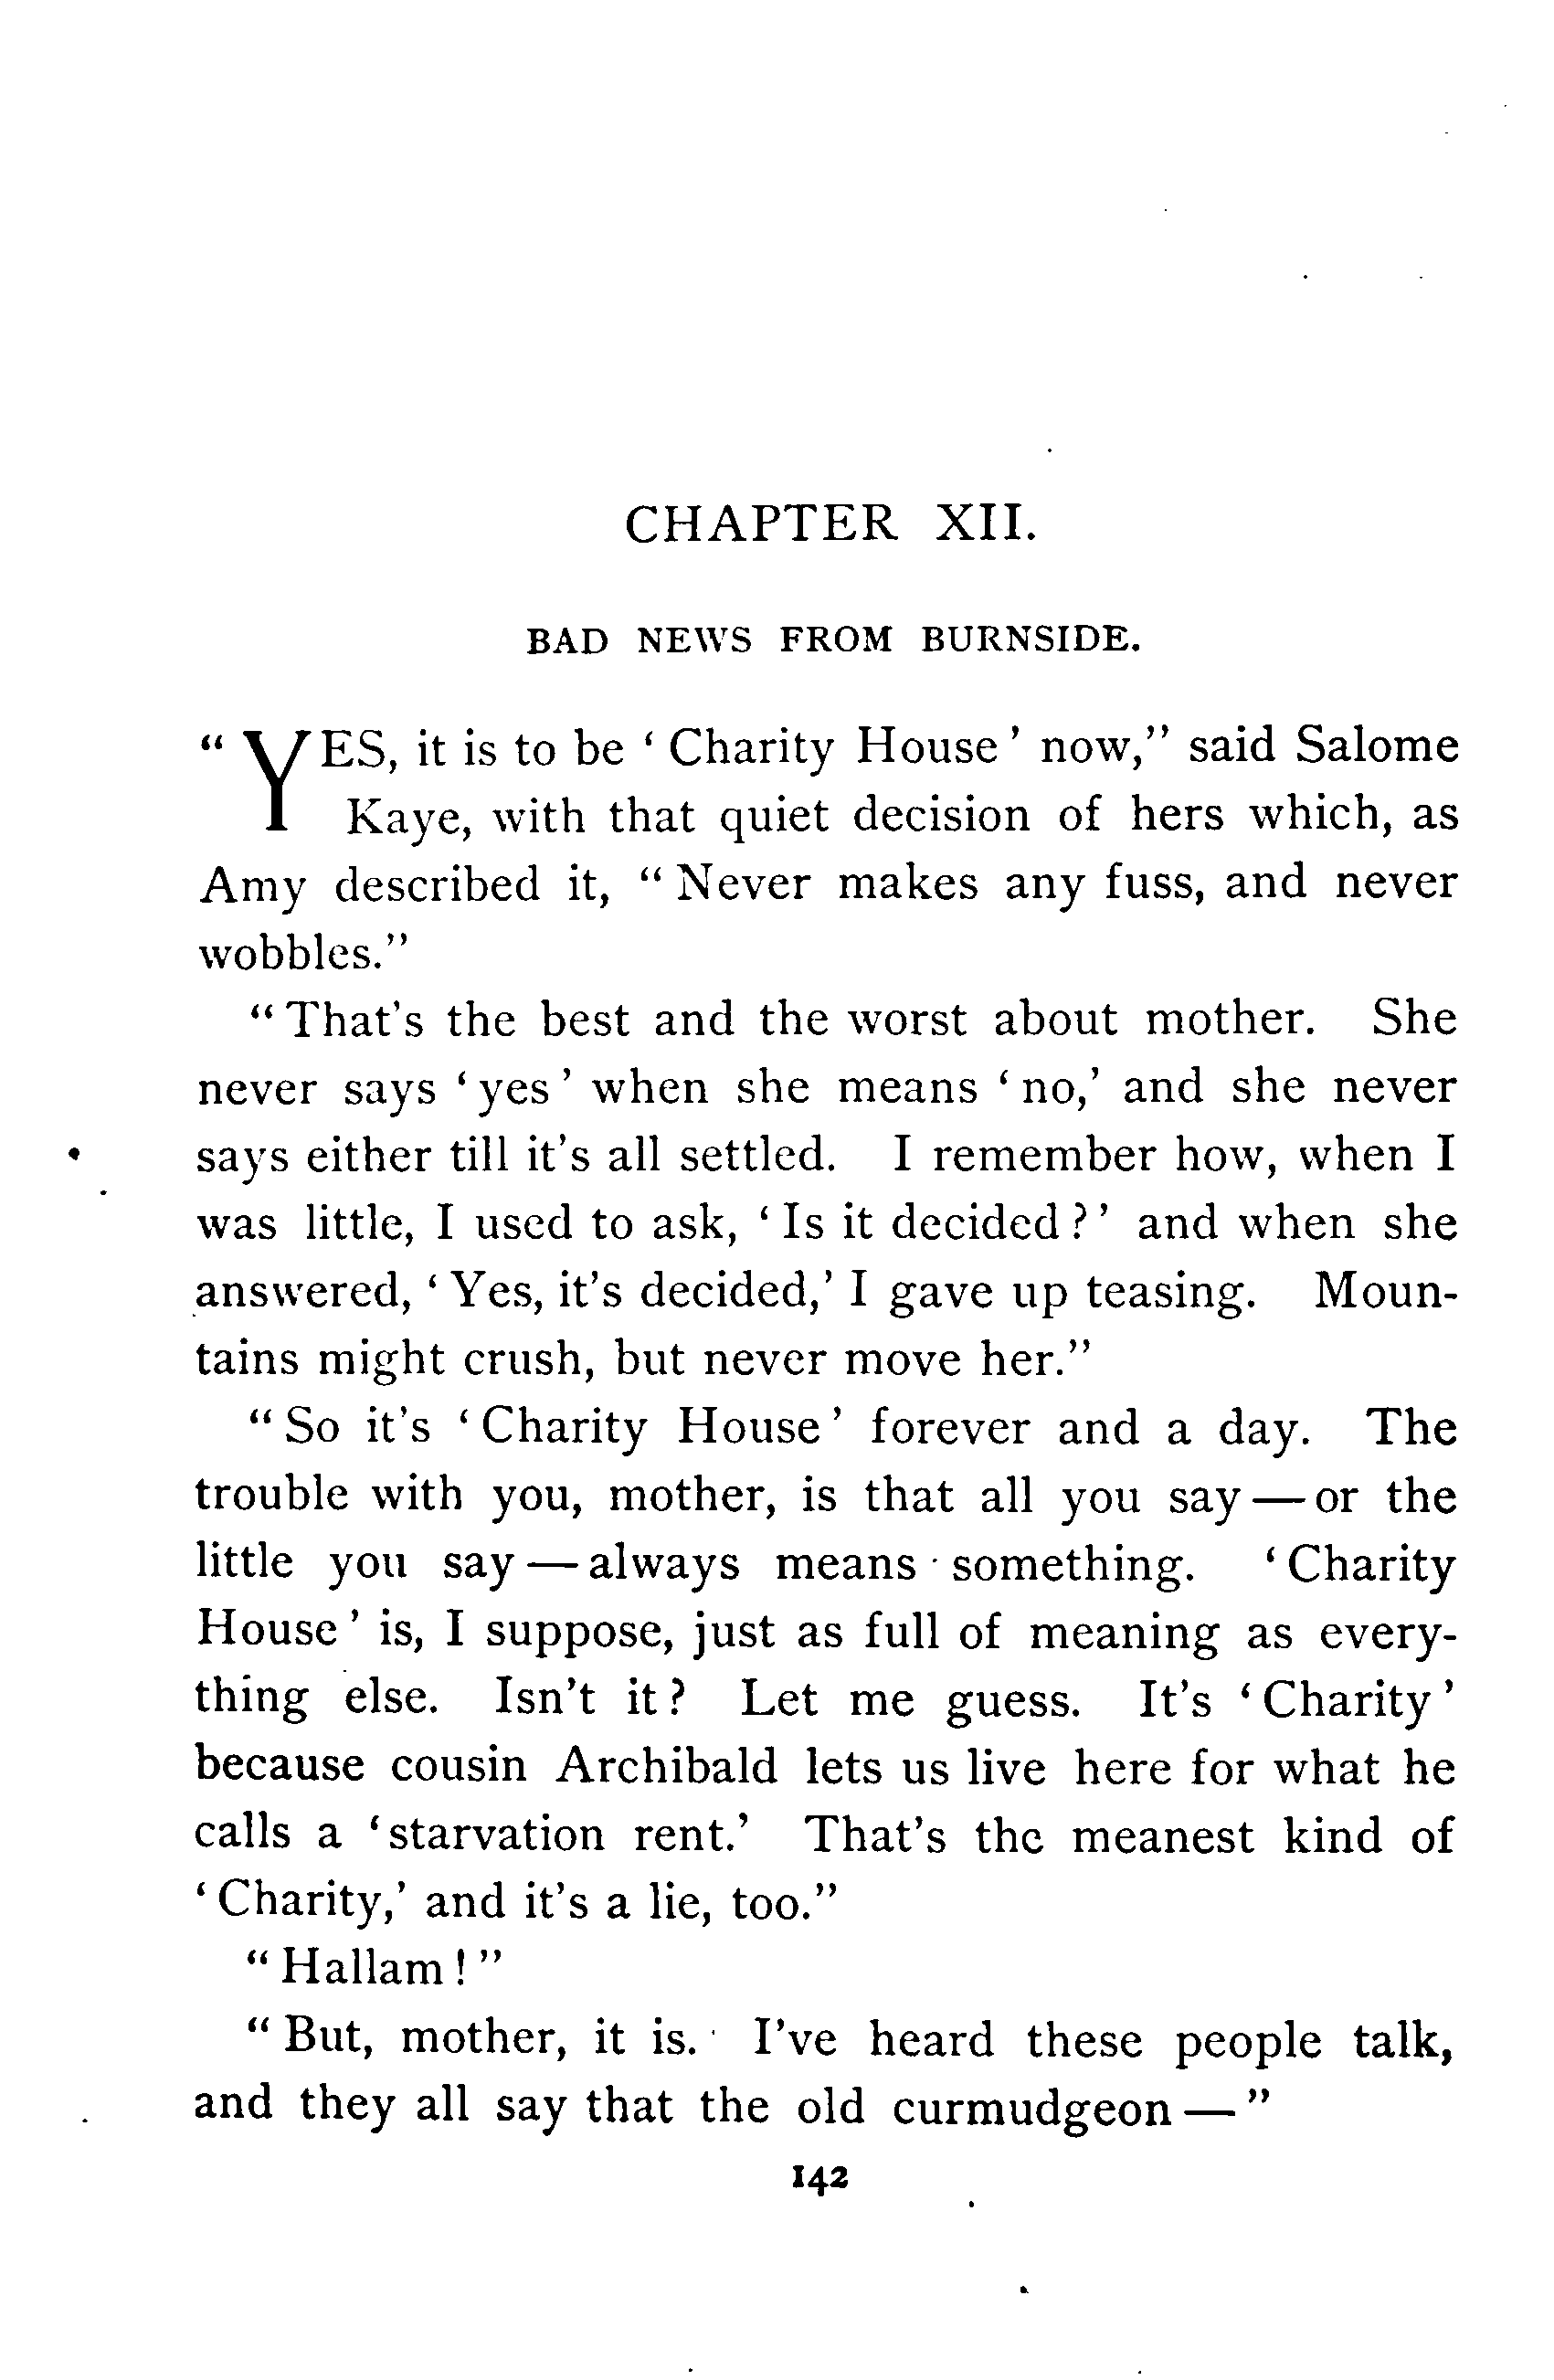 CHAPTER XII.
BAD NEWS FROM BURNSIDE.
“YES, it is to be ‘Charity House’ now,” said Salome
Kaye, with that quiet decision of hers which, as
Amy described it, “Never makes any fuss, and never
wobbles.”
“That’s the best and the worst about mother. She
never says ‘yes’ when she means ‘no,’ and she never
says either till it’s all settled. I remember how, when I
was little, I used to ask, ‘Is it decided?’ and when she
answered, ‘Yes, it’s decided,’ I gave up teasing. Moun-
tains might crush, but never move her.”
“So it’s ‘Charity House’ forever and a day. The
trouble with you, mother, is that all you say—or the
little you say—always means something. ‘Charity
House’ is, I suppose, just as full of meaning as every-
thing else. Isn’t it? Let me guess. It’s ‘Charity’
because cousin Archibald lets us live here for what he
calls a ‘starvation rent.’ That’s the meanest kind of
‘Charity,’ and it’s a lie, too.”
“Hallam!”
“But, mother, it is. I’ve heard these people talk,
and they all say that the old curmudgeon—”
142